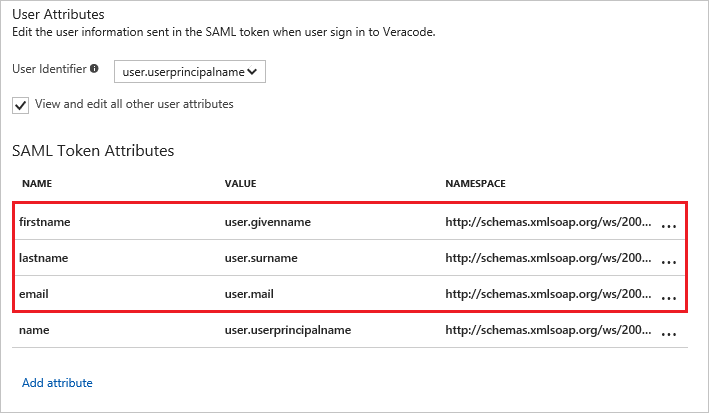 User Attributes
Edit the user information sent in the SAML token when user sign in to Veracode.
User Identifier
user.userprincipalname
View and edit all other user attributes
SAML Token Attributes
NAME VALUE NAMESPACE
firstname user.givenname http://schemas.xmlsoap.org/ws/200... ...
lastname user.surname http://schemas.xmlsoap.org/ws/200... ...
email user.mail http://schemas.xmlsoap.org/ws/200... ...
name user.userprincipalname http://schemas.xmlsoap.org/ws/200... ...
Add attribute